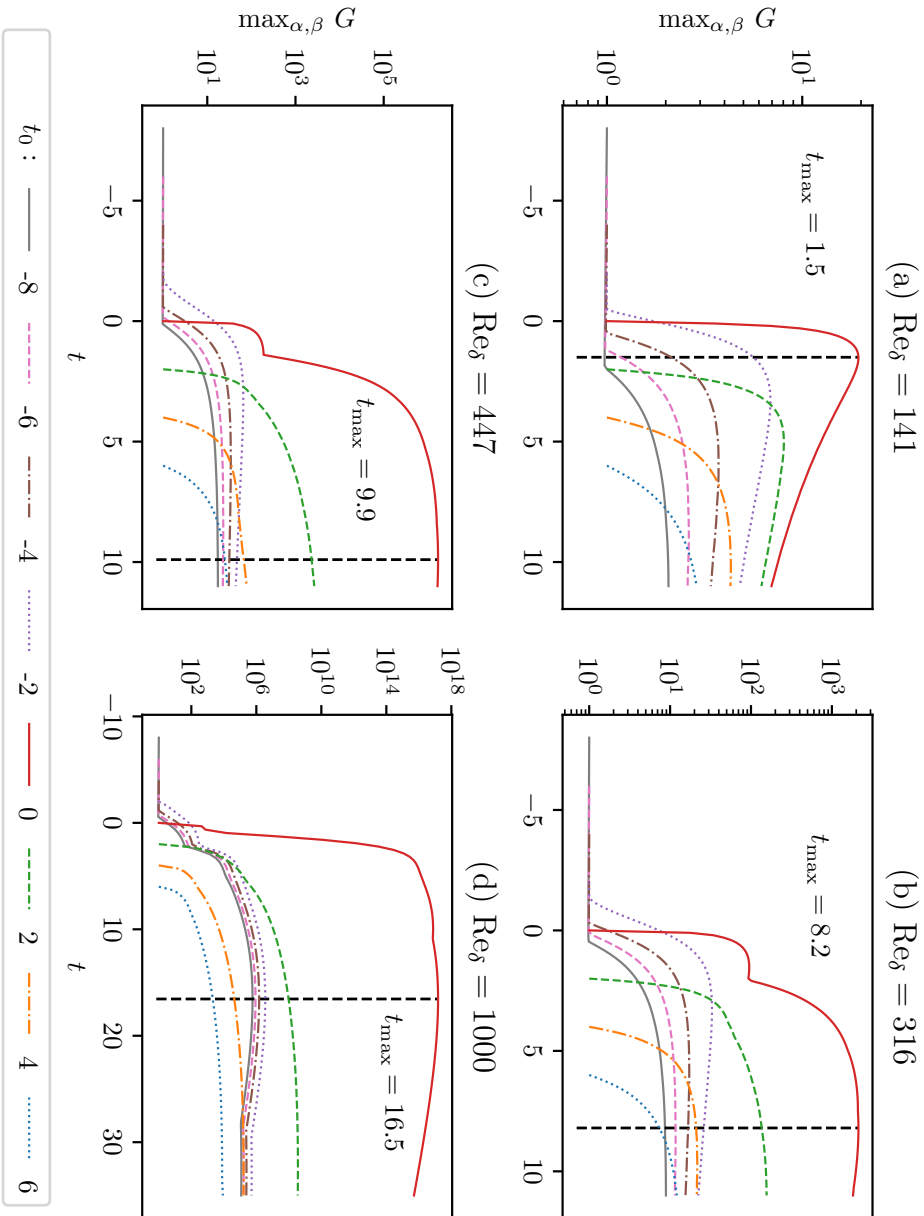 (a) Re_δ = 141
max_{α,β} G
10^0
10^1
t_max = 1.5
-5
0
5
10
(b) Re_δ = 316
10^0
10^1
10^2
10^3
t_max = 8.2
-5
0
5
10
(c) Re_δ = 447
max_{α,β} G
10^1
10^3
10^5
t_max = 9.9
-5
0
5
10
t
(d) Re_δ = 1000
10^2
10^6
10^10
10^14
10^18
t_max = 16.5
-10
0
10
20
30
t
t_0 : -8 -6 -4 -2 0 2 4 6